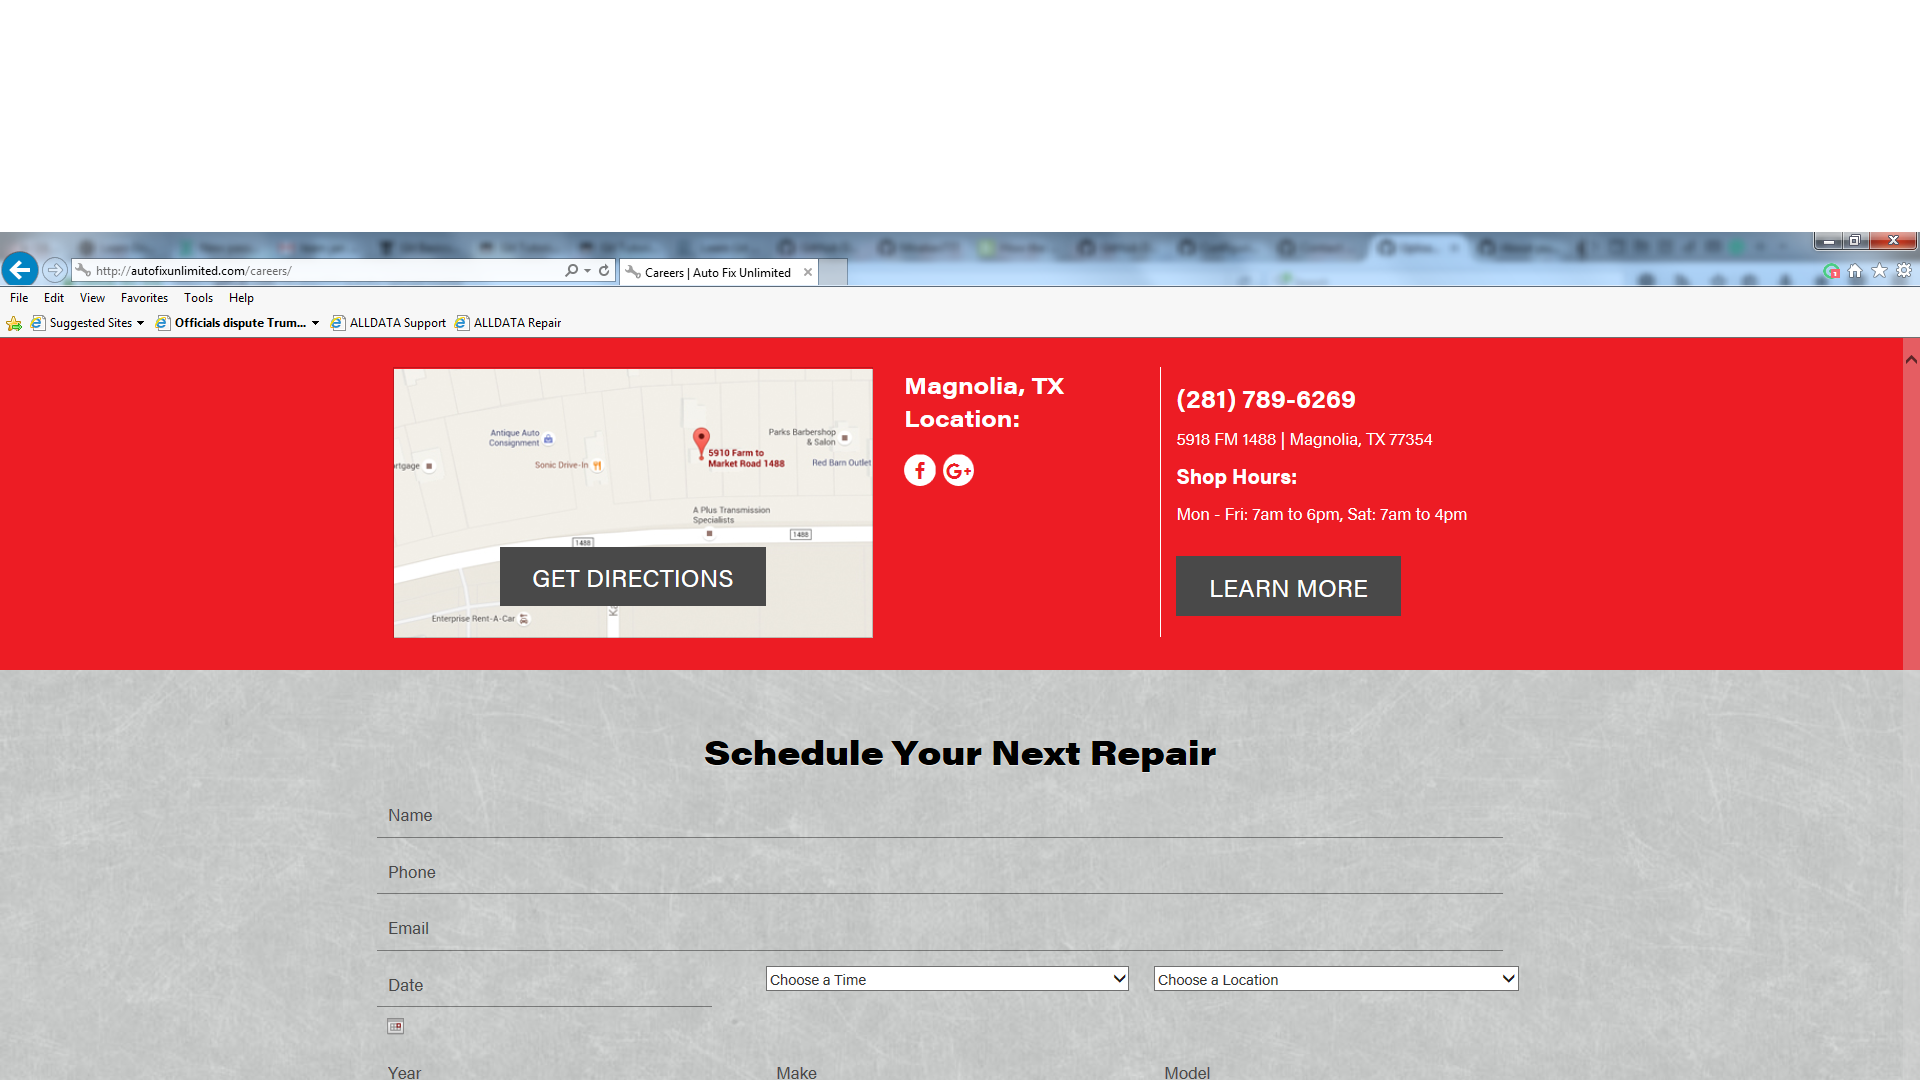 http://autofixunlimited.com/careers/
Careers | Auto Fix Unlimited
File Edit View Favorites Tools Help
Suggested Sites
Officials dispute Trum...
ALLDATA Support
ALLDATA Repair
Antique Auto
Consignment
Sonic Drive-In
rtgage
5910 Farm to
Market Road 1488
Parks Barbershop
& Salon
Red Barn Outlet
A Plus Transmission
Specialists
1488
1488
GET DIRECTIONS
Enterprise Rent-A-Car
Ka
Magnolia, TX
Location:
f G+
(281) 789-6269
5918 FM 1488 | Magnolia, TX 77354
Shop Hours:
Mon - Fri: 7am to 6pm, Sat: 7am to 4pm
LEARN MORE
Schedule Your Next Repair
Name
Phone
Email
Date
Choose a Time
Choose a Location
Year
Make
Model